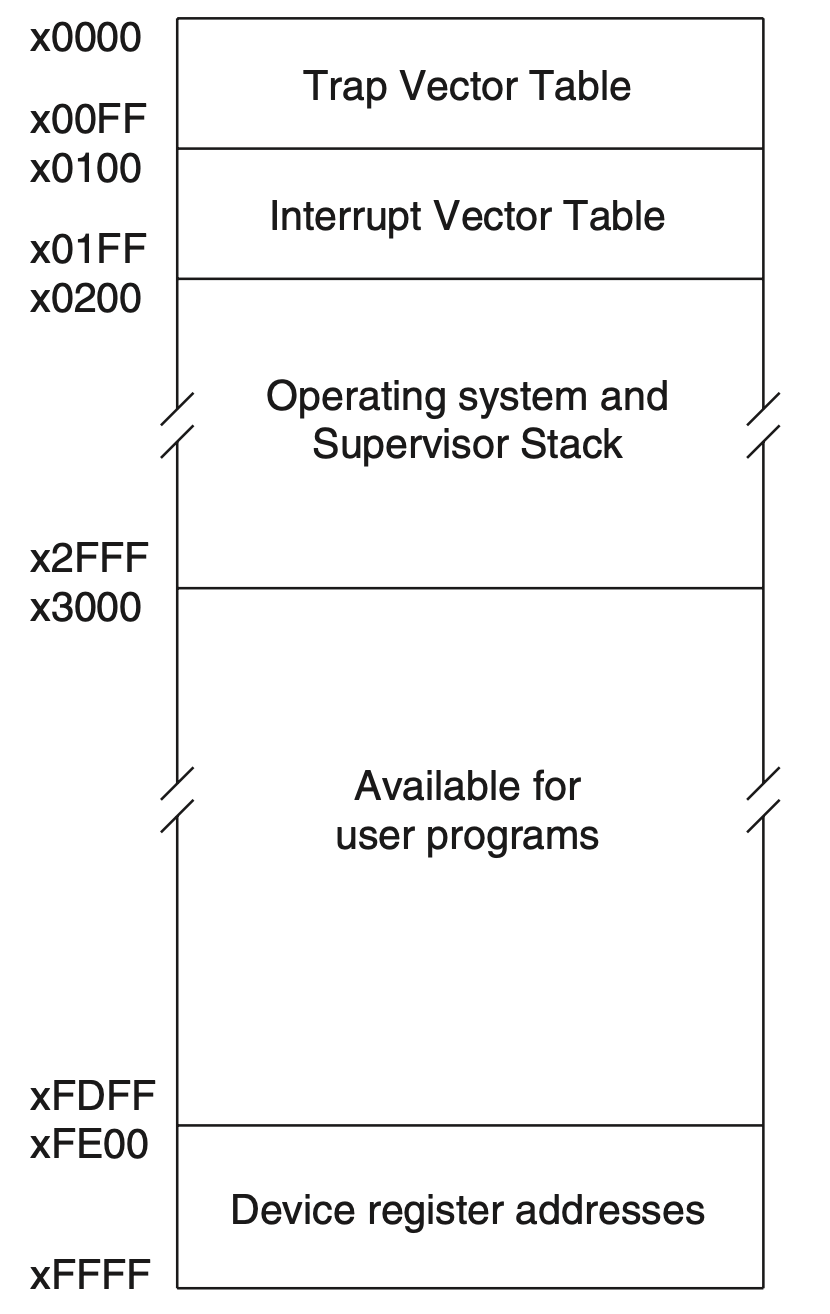 x0000
Trap Vector Table
x00FF
x0100
Interrupt Vector Table
x01FF
x0200
Operating system and
Supervisor Stack
x2FFF
x3000
Available for
user programs
xFDFF
xFE00
Device register addresses
xFFFF